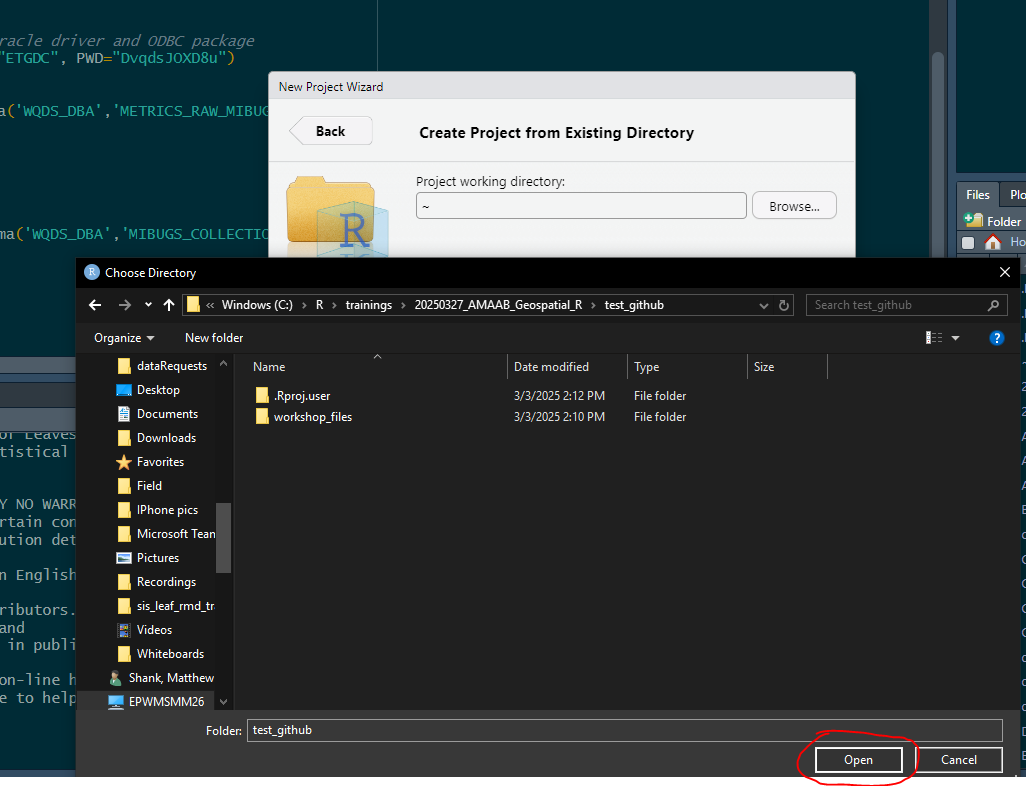 racle driver and ODBC package
"ETGDC", PWD="DvqdsJOXD8u")
New Project Wizard
a('WQDS_DBA','METRICS_RAW_MIBUG
Back
Create Project from Existing Directory
Project working directory:
~
Browse...
Files
Plo
Folder
Ho
ma('WQDS_DBA','MIBUGS_COLLECTIO
R
Choose Directory
« Windows (C:) › R › trainings › 20250327_AMAAB_Geospatial_R › test_github
Search test_github
Organize
New folder
?
Name
Date modified
Type
Size
.Rproj.user
3/3/2025 2:12 PM
File folder
workshop_files
3/3/2025 2:10 PM
File folder
dataRequests
Desktop
Documents
Downloads
Favorites
Field
IPhone pics
Microsoft Tean
Pictures
Recordings
sis_leaf_rmd_tr
Videos
Whiteboards
Shank, Matthew
EPWMSMM26
of Leaves
tistical
Y NO WARR
rtain con
ution det
n English
ributors.
and
in publi
on-line h
e to help
Folder:
test_github
Open
Cancel